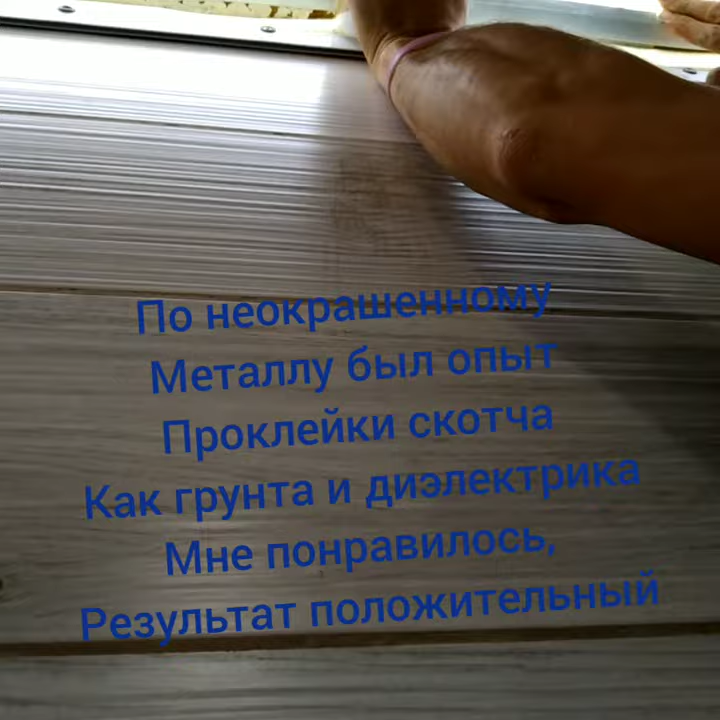 По неокрашенному
Металлу был опыт
Проклейки скотча
Как грунта и диэлектрика
Мне понравилось,
Результат положительный